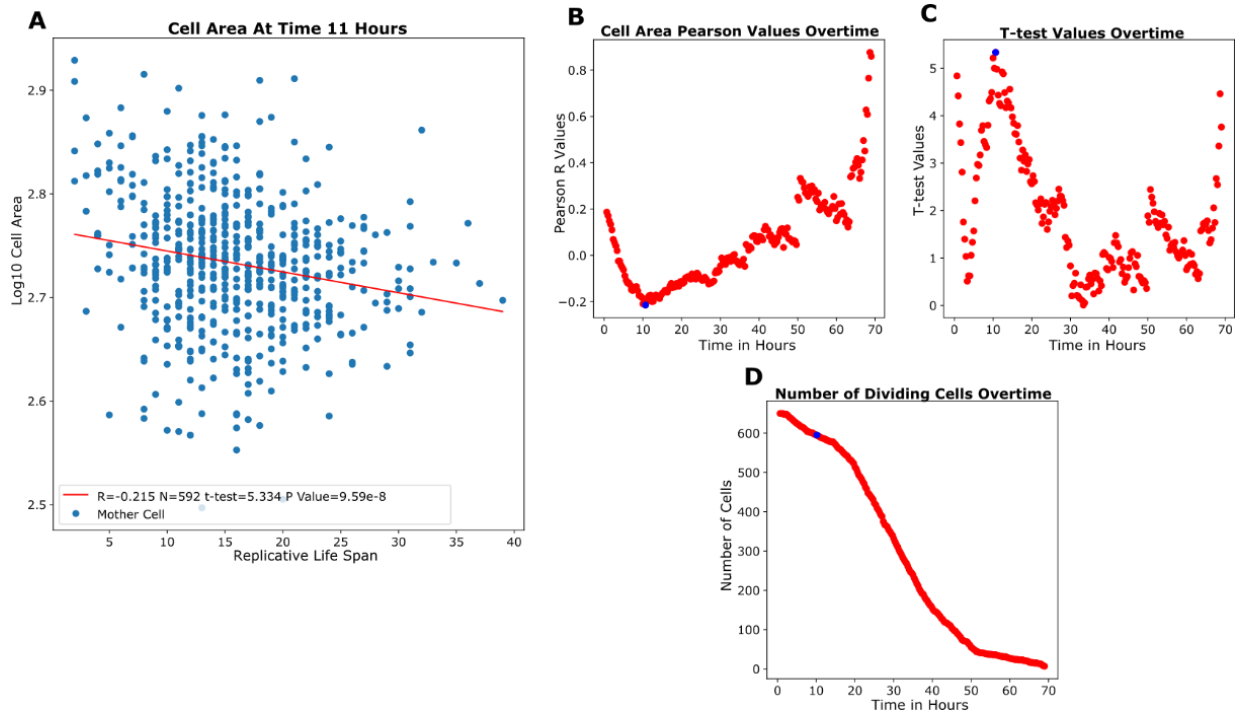 A
Cell Area At Time 11 Hours
Log10 Cell Area
2.9
2.8
2.7
2.6
2.5
R=-0.215 N=592 t-test=5.334 P Value=9.59e-8
Mother Cell
5 10 15 20 25 30 35 40
Replicative Life Span
B
Cell Area Pearson Values Overtime
Pearson R Values
0.8
0.6
0.4
0.2
0.0
−0.2
0 10 20 30 40 50 60 70
Time in Hours
C
T-test Values Overtime
T-test Values
5
4
3
2
1
0
0 10 20 30 40 50 60 70
Time in Hours
D
Number of Dividing Cells Overtime
Number of Cells
600
500
400
300
200
100
0
0 10 20 30 40 50 60 70
Time in Hours